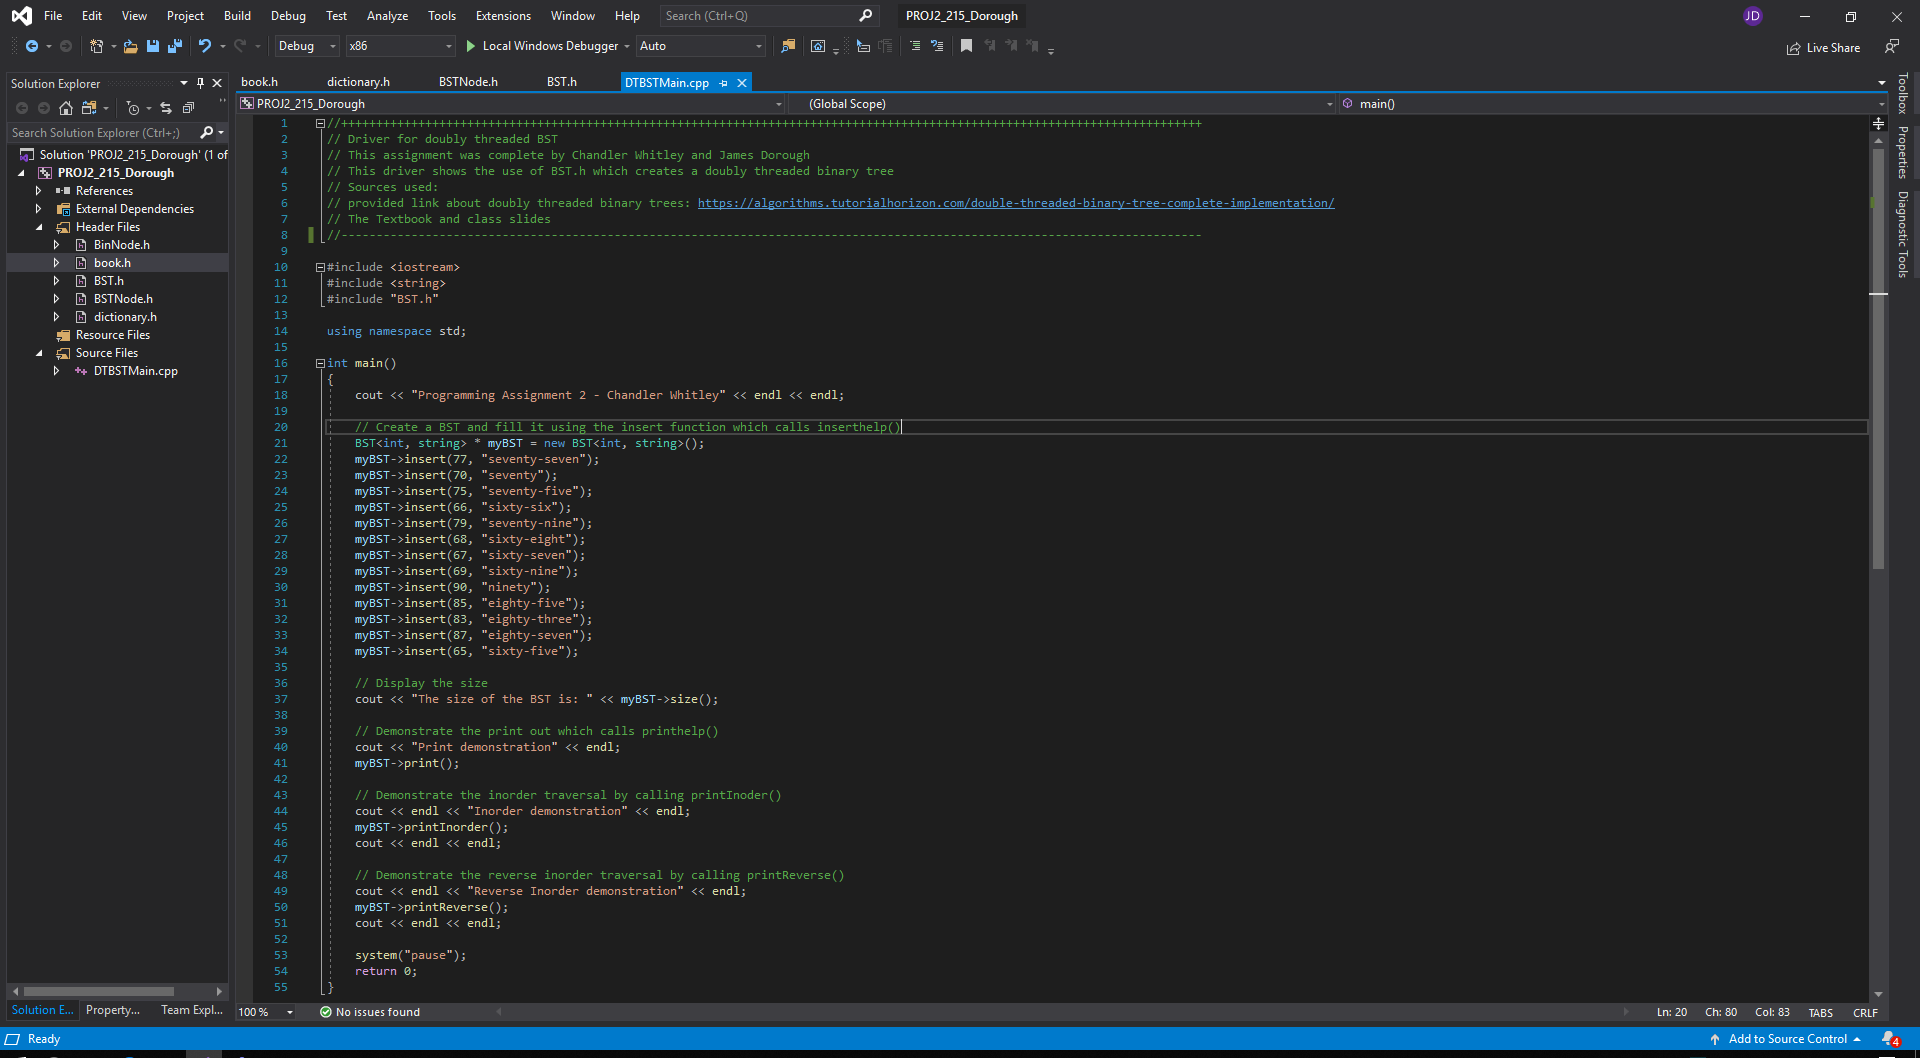 File Edit View Project Build Debug Test Analyze Tools Extensions Window Help Search (Ctrl+Q) PROJ2_215_Dorough JD
Debug x86 Local Windows Debugger Auto Live Share
Solution Explorer
Search Solution Explorer (Ctrl+;)
Solution 'PROJ2_215_Dorough' (1 of
PROJ2_215_Dorough
References
External Dependencies
Header Files
BinNode.h
book.h
BST.h
BSTNode.h
dictionary.h
Resource Files
Source Files
DTBSTMain.cpp
Solution E... Property... Team Expl...
book.h dictionary.h BSTNode.h BST.h DTBSTMain.cpp
PROJ2_215_Dorough (Global Scope) main()
1 //+++++++++++++++++++++++++++++++++++++++++++++++++++++++++++++++++++++++++++++++++++++++++++++++++++++++++++++++++++++++++++
2 // Driver for doubly threaded BST
3 // This assignment was complete by Chandler Whitley and James Dorough
4 // This driver shows the use of BST.h which creates a doubly threaded binary tree
5 // Sources used:
6 // provided link about doubly threaded binary trees: https://algorithms.tutorialhorizon.com/double-threaded-binary-tree-complete-implementation/
7 // The Textbook and class slides
8 //---------------------------------------------------------------------------------------------------------------------------
9
10 #include <iostream>
11 #include <string>
12 #include "BST.h"
13
14 using namespace std;
15
16 int main()
17 {
18 cout << "Programming Assignment 2 - Chandler Whitley" << endl << endl;
19
20 // Create a BST and fill it using the insert function which calls inserthelp()
21 BST<int, string> * myBST = new BST<int, string>();
22 myBST->insert(77, "seventy-seven");
23 myBST->insert(70, "seventy");
24 myBST->insert(75, "seventy-five");
25 myBST->insert(66, "sixty-six");
26 myBST->insert(79, "seventy-nine");
27 myBST->insert(68, "sixty-eight");
28 myBST->insert(67, "sixty-seven");
29 myBST->insert(69, "sixty-nine");
30 myBST->insert(90, "ninety");
31 myBST->insert(85, "eighty-five");
32 myBST->insert(83, "eighty-three");
33 myBST->insert(87, "eighty-seven");
34 myBST->insert(65, "sixty-five");
35
36 // Display the size
37 cout << "The size of the BST is: " << myBST->size();
38
39 // Demonstrate the print out which calls printhelp()
40 cout << "Print demonstration" << endl;
41 myBST->print();
42
43 // Demonstrate the inorder traversal by calling printInoder()
44 cout << endl << "Inorder demonstration" << endl;
45 myBST->printInorder();
46 cout << endl << endl;
47
48 // Demonstrate the reverse inorder traversal by calling printReverse()
49 cout << endl << "Reverse Inorder demonstration" << endl;
50 myBST->printReverse();
51 cout << endl << endl;
52
53 system("pause");
54 return 0;
55 }
100 % No issues found Ln: 20 Ch: 80 Col: 83 TABS CRLF
Toolbox
Properties
Diagnostic Tools
Ready Add to Source Control 4